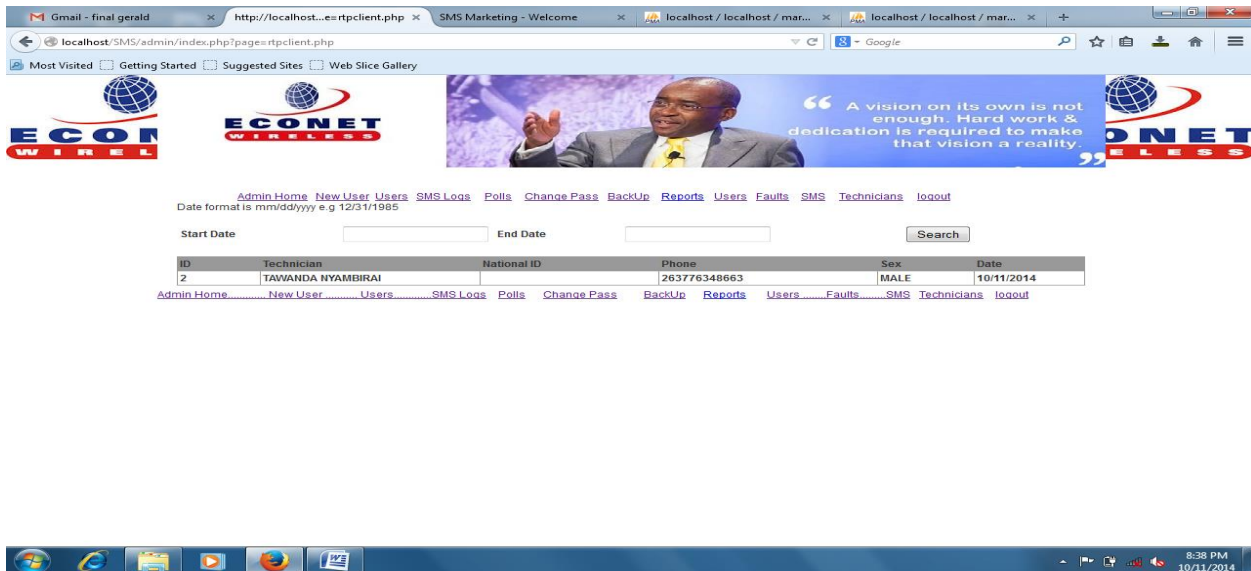 Gmail - final gerald
http://localhost...e=rtpclient.php
SMS Marketing - Welcome
localhost / localhost / mar...
localhost / localhost / mar...
localhost/SMS/admin/index.php?page=rtpclient.php
Google
Most Visited Getting Started Suggested Sites Web Slice Gallery
ECON
WIREL
ECONET
WIRELESS
“ A vision on its own is not
enough. Hard work &
dedication is required to make
that vision a reality. ”
ONET
ELESS
Admin Home New User Users SMS Logs Polls Change Pass BackUp Reports Users Faults SMS Technicians logout
Date format is mm/dd/yyyy e.g 12/31/1985
Start Date End Date Search
ID Technician National ID Phone Sex Date
2 TAWANDA NYAMBIRAI 263776348663 MALE 10/11/2014
Admin Home............ New User .......... Users............SMS Logs Polls Change Pass BackUp Reports Users .......Faults........SMS Technicians logout
8:38 PM
10/11/2014